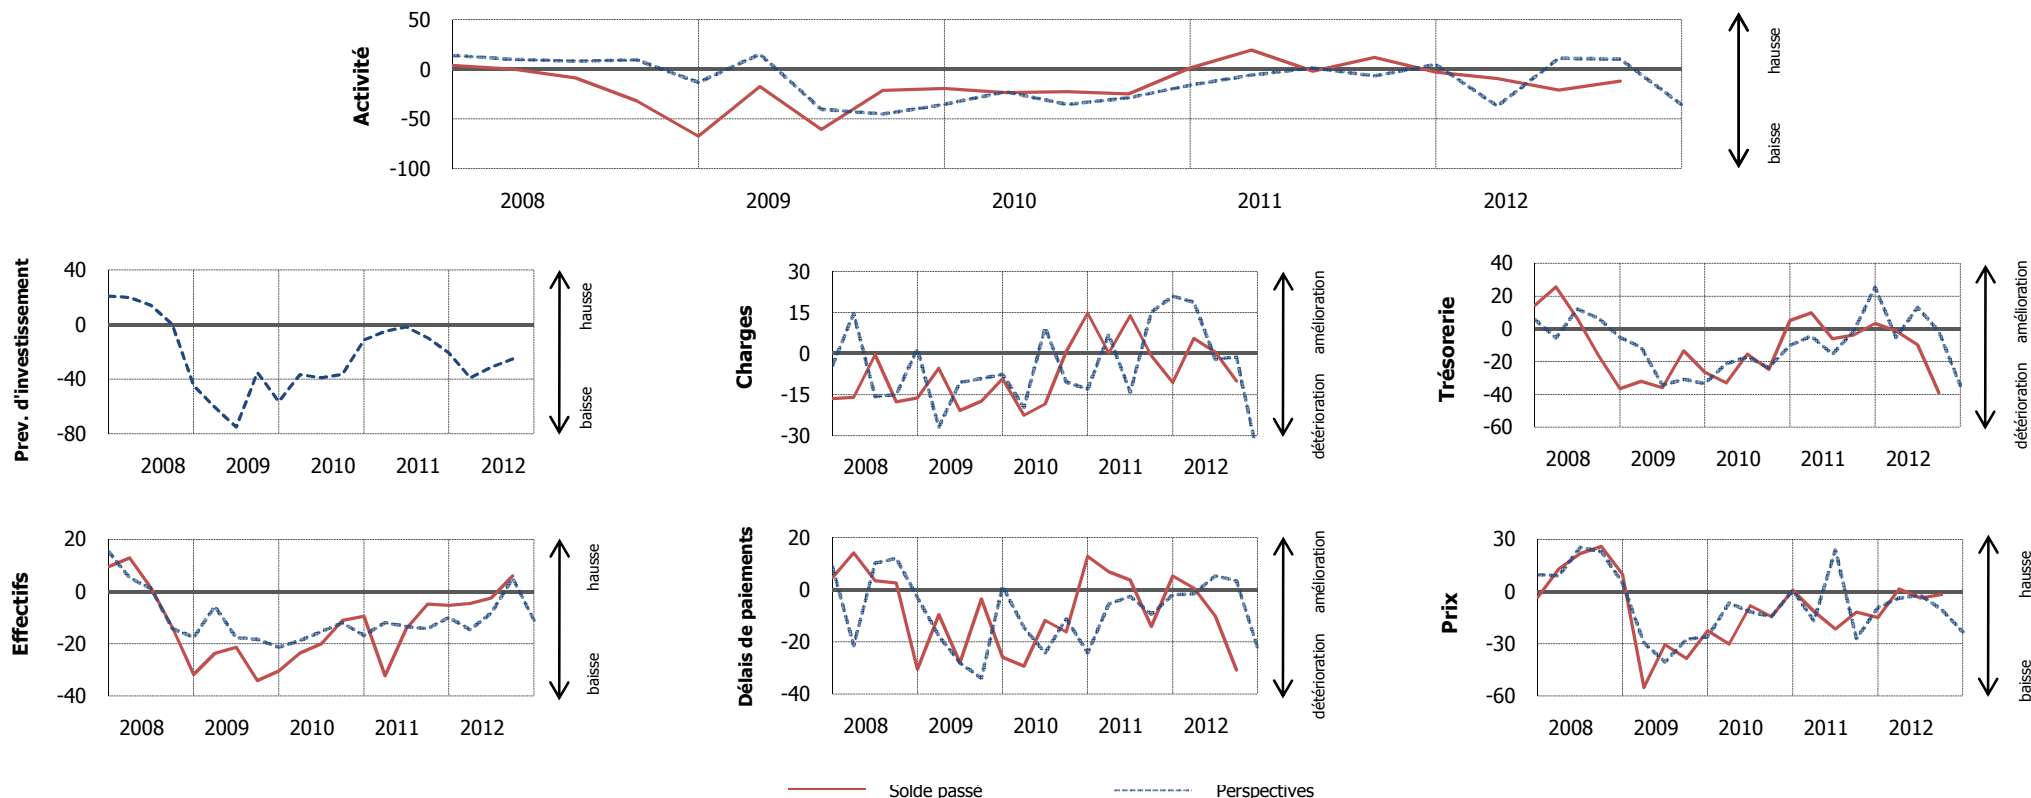 Activité
50
0
-50
-100
2008 2009 2010 2011 2012
hausse
baisse
Prev. d'investissement
40
0
-40
-80
2008 2009 2010 2011 2012
hausse
baisse
Charges
30
15
0
-15
-30
2008 2009 2010 2011 2012
amélioration
détérioration
Trésorerie
40
20
0
-20
-40
-60
2008 2009 2010 2011 2012
amélioration
détérioration
Effectifs
20
0
-20
-40
2008 2009 2010 2011 2012
hausse
baisse
Délais de paiements
20
0
-20
-40
2008 2009 2010 2011 2012
amélioration
détérioration
Prix
30
0
-30
-60
2008 2009 2010 2011 2012
hausse
baisse
Solde passé Perspectives